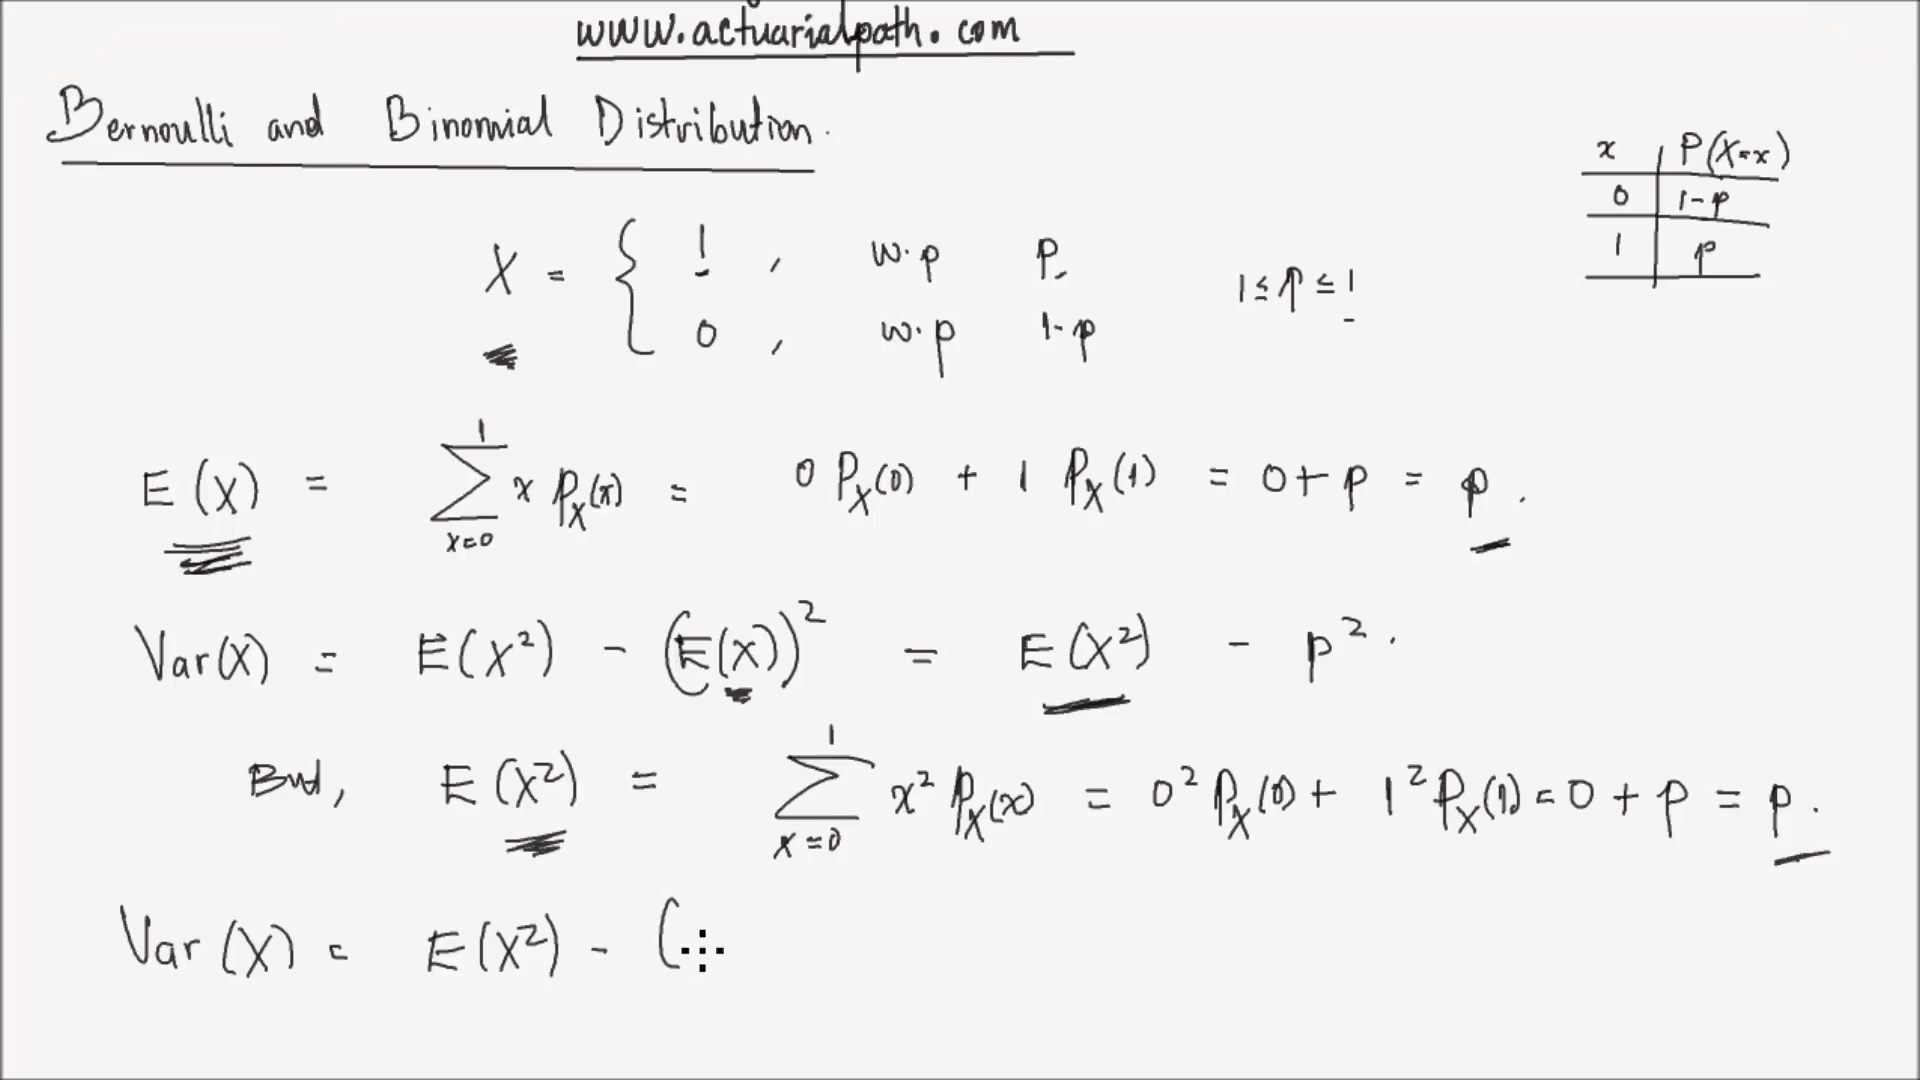 www.actuarialpath.com
Bernoulli and Binomial Distribution.
x | P(X=x)
0 | 1-p
1 | p
X = { 1 , w.p p,
0 , w.p 1-p
1 ≤ p ≤ 1
E(X) = ∑_{x=0}^{1} x P_X(x) = 0 P_X(0) + 1 P_X(1) = 0 + p = p.
Var(X) = E(X²) - (E(X))² = E(X²) - p².
But, E(X²) = ∑_{x=0}^{1} x² P_X(x) = 0² P_X(0) + 1² P_X(1) = 0 + p = p.
Var(X) = E(X²) - (